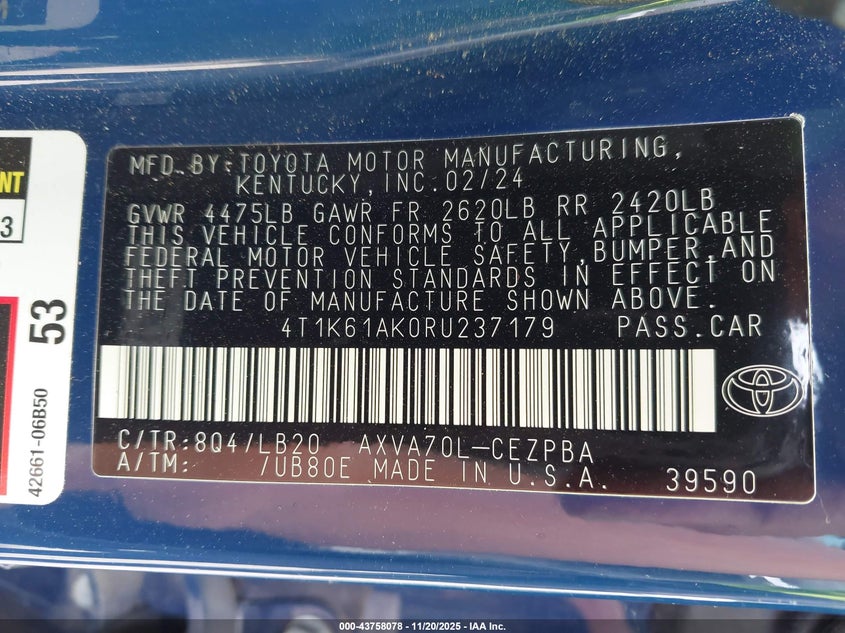 NT
3
53
42661-06B50
MFD.BY:TOYOTA MOTOR MANUFACTURING,
KENTUCKY,INC.02/24
GVWR 4475LB GAWR FR 2620LB RR 2420LB
THIS VEHICLE CONFORMS TO ALL APPLICABLE
FEDERAL MOTOR VEHICLE SAFETY,BUMPER,AND
THEFT PREVENTION STANDARDS IN EFFECT ON
THE DATE OF MANUFACTURE SHOWN ABOVE.
4T1K61AK0RU237179 PASS.CAR
C/TR:8Q4/LB20 AXVA70L-CEZPBA
A/TM: /UB80E MADE IN U.S.A. 39590
000-43758078 - 11/20/2025 - IAA Inc.